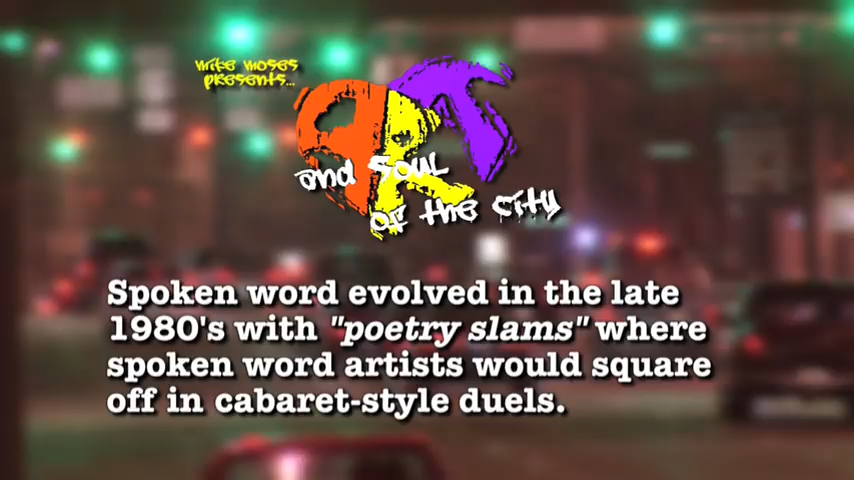 MIKE MOSES
PRESENTS...
ART
and SOUL
of the city
Spoken word evolved in the late
1980's with "poetry slams" where
spoken word artists would square
off in cabaret-style duels.